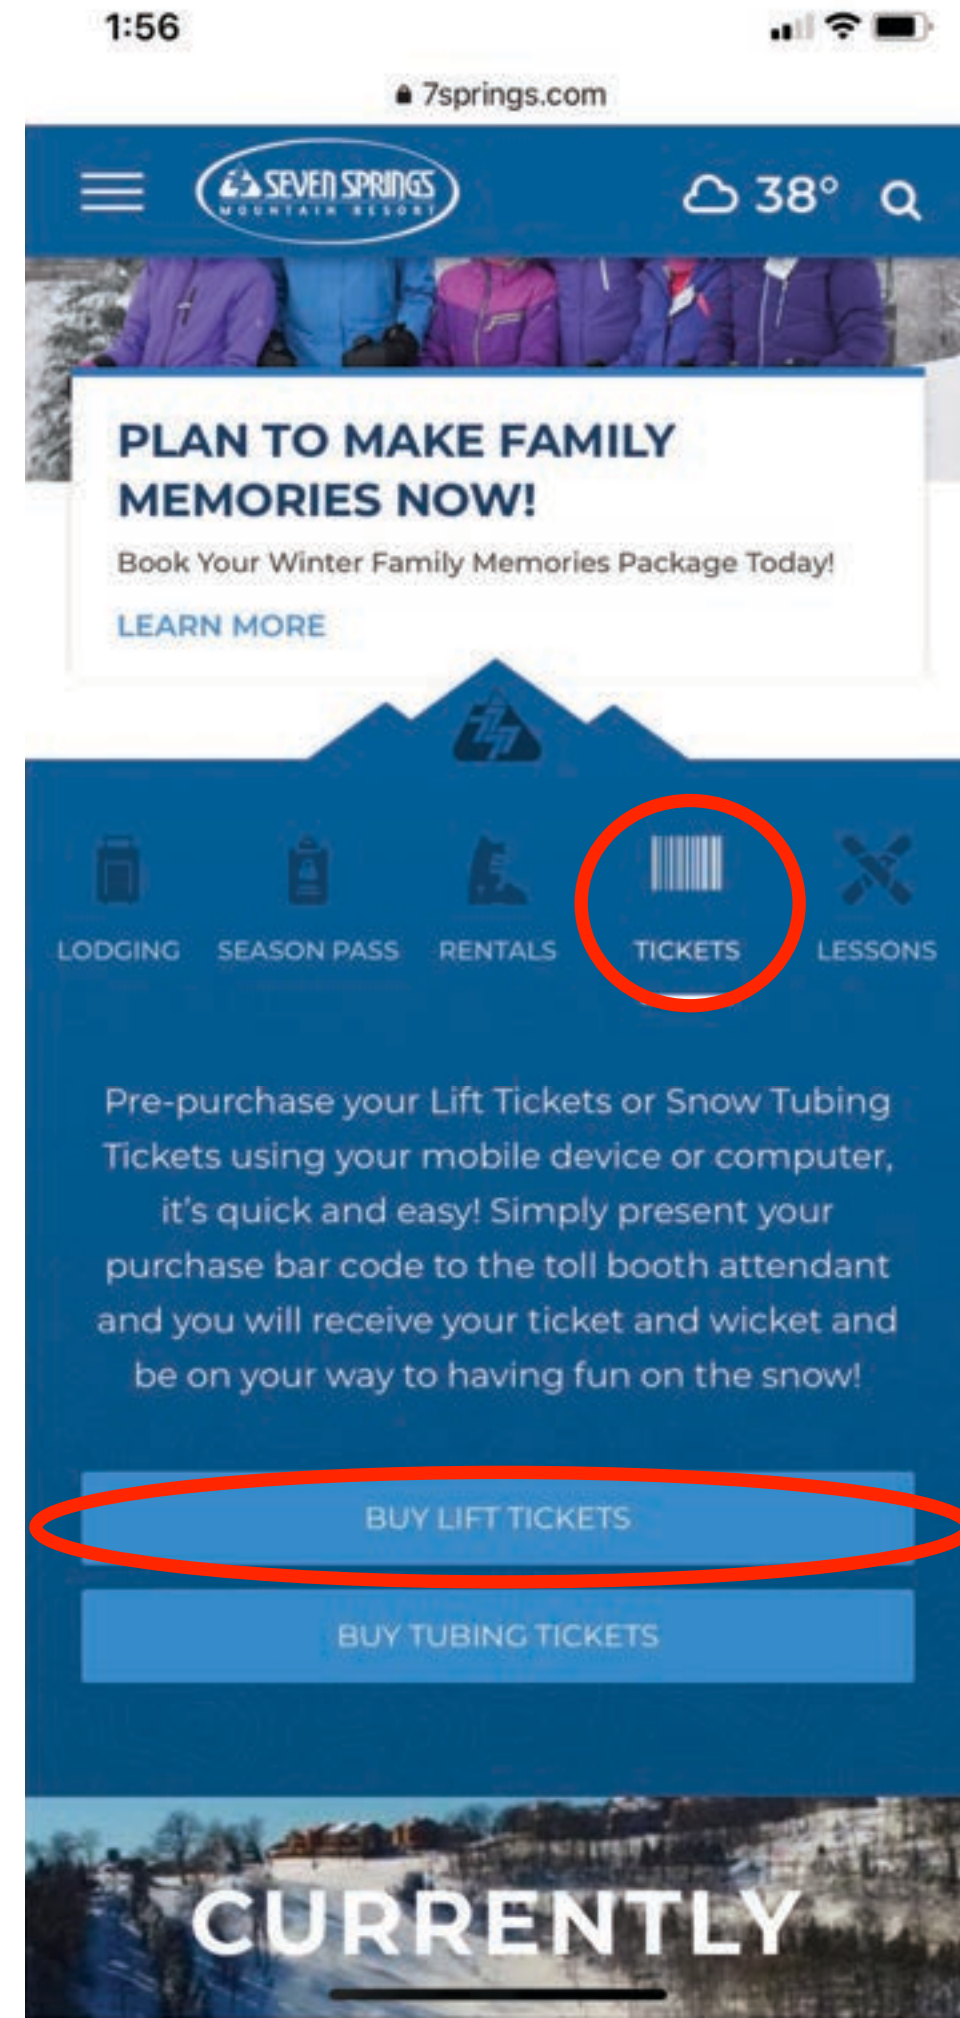 1:56
7springs.com
SEVEN SPRINGS
MOUNTAIN RESORT
38°
PLAN TO MAKE FAMILY
MEMORIES NOW!
Book Your Winter Family Memories Package Today!
LEARN MORE
LODGING SEASON PASS RENTALS TICKETS LESSONS
Pre-purchase your Lift Tickets or Snow Tubing
Tickets using your mobile device or computer,
it's quick and easy! Simply present your
purchase bar code to the toll booth attendant
and you will receive your ticket and wicket and
be on your way to having fun on the snow!
BUY LIFT TICKETS
BUY TUBING TICKETS
CURRENTLY